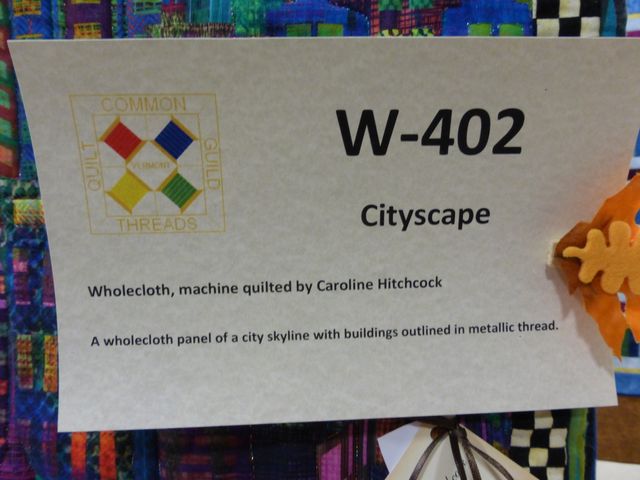 COMMON
QUILT
GUILD
VERMONT
THREADS
W-402
Cityscape
Wholecloth, machine quilted by Caroline Hitchcock
A wholecloth panel of a city skyline with buildings outlined in metallic thread.